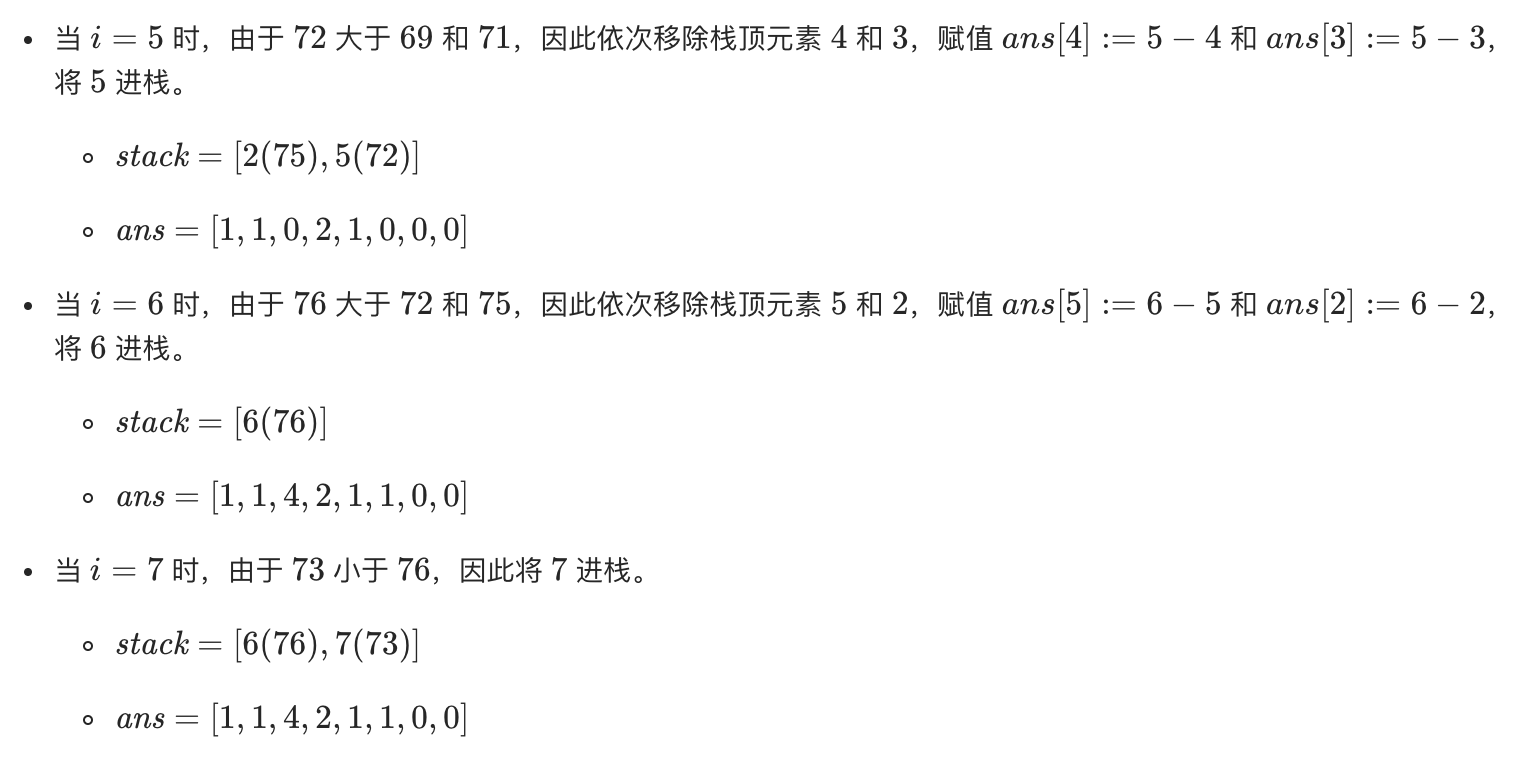 • 当 i = 5 时，由于 72 大于 69 和 71，因此依次移除栈顶元素 4 和 3，赋值 ans[4] := 5 − 4 和 ans[3] := 5 − 3，
将 5 进栈。
◦ stack = [2(75), 5(72)]
◦ ans = [1, 1, 0, 2, 1, 0, 0, 0]
• 当 i = 6 时，由于 76 大于 72 和 75，因此依次移除栈顶元素 5 和 2，赋值 ans[5] := 6 − 5 和 ans[2] := 6 − 2，
将 6 进栈。
◦ stack = [6(76)]
◦ ans = [1, 1, 4, 2, 1, 1, 0, 0]
• 当 i = 7 时，由于 73 小于 76，因此将 7 进栈。
◦ stack = [6(76), 7(73)]
◦ ans = [1, 1, 4, 2, 1, 1, 0, 0]